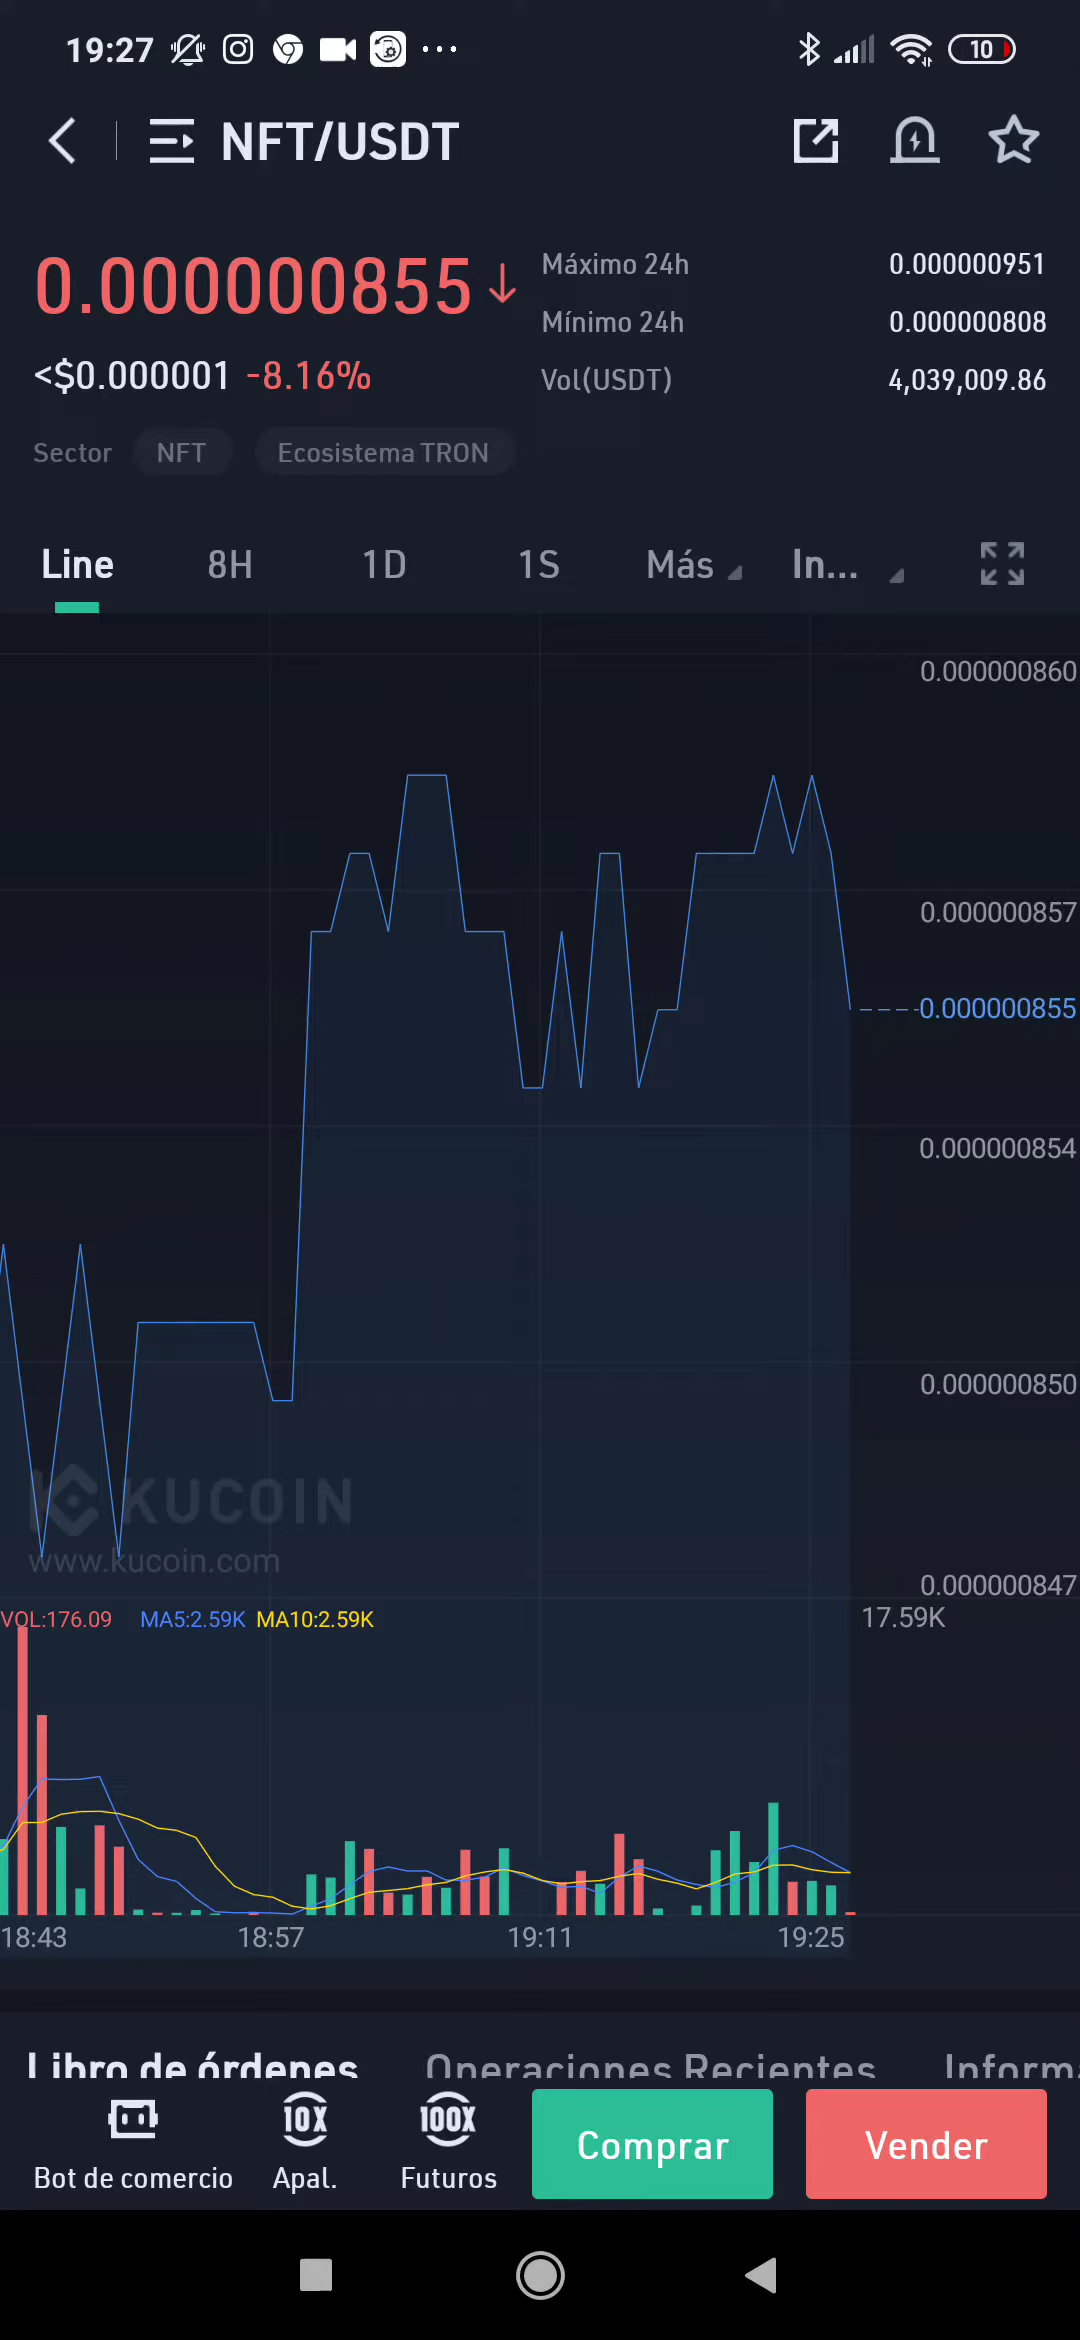 19:27
10
NFT/USDT
0.000000855
Máximo 24h 0.000000951
Mínimo 24h 0.000000808
<$0.000001 -8.16%
Vol(USDT) 4,039,009.86
Sector NFT Ecosistema TRON
Line 8H 1D 1S Más In...
0.000000860
0.000000857
0.000000855
0.000000854
0.000000850
KUCOIN
www.kucoin.com
0.000000847
VOL:176.09 MA5:2.59K MA10:2.59K 17.59K
18:43 18:57 19:11 19:25
Libro de órdenes Operaciones Recientes Informa
10X 100X
Bot de comercio Apal. Futuros Comprar Vender